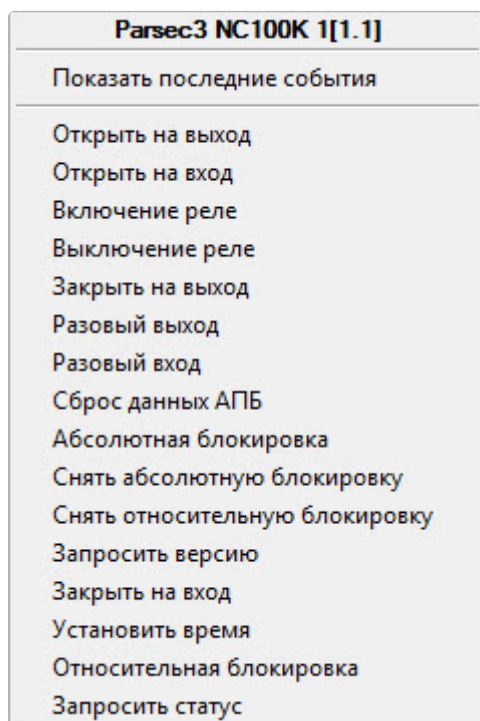 Parsec3 NC100K 1[1.1]
Показать последние события
Открыть на выход
Открыть на вход
Включение реле
Выключение реле
Закрыть на выход
Разовый выход
Разовый вход
Сброс данных АПБ
Абсолютная блокировка
Снять абсолютную блокировку
Снять относительную блокировку
Запросить версию
Закрыть на вход
Установить время
Относительная блокировка
Запросить статус